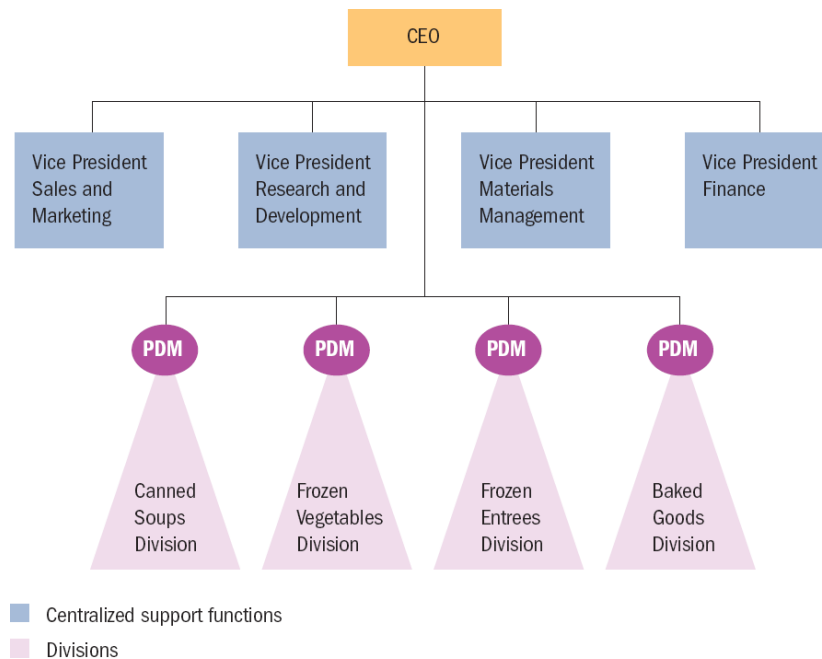 CEO
Vice President
Sales and
Marketing
Vice President
Research and
Development
Vice President
Materials
Management
Vice President
Finance
PDM
PDM
PDM
PDM
Canned
Soups
Division
Frozen
Vegetables
Division
Frozen
Entrees
Division
Baked
Goods
Division
Centralized support functions
Divisions